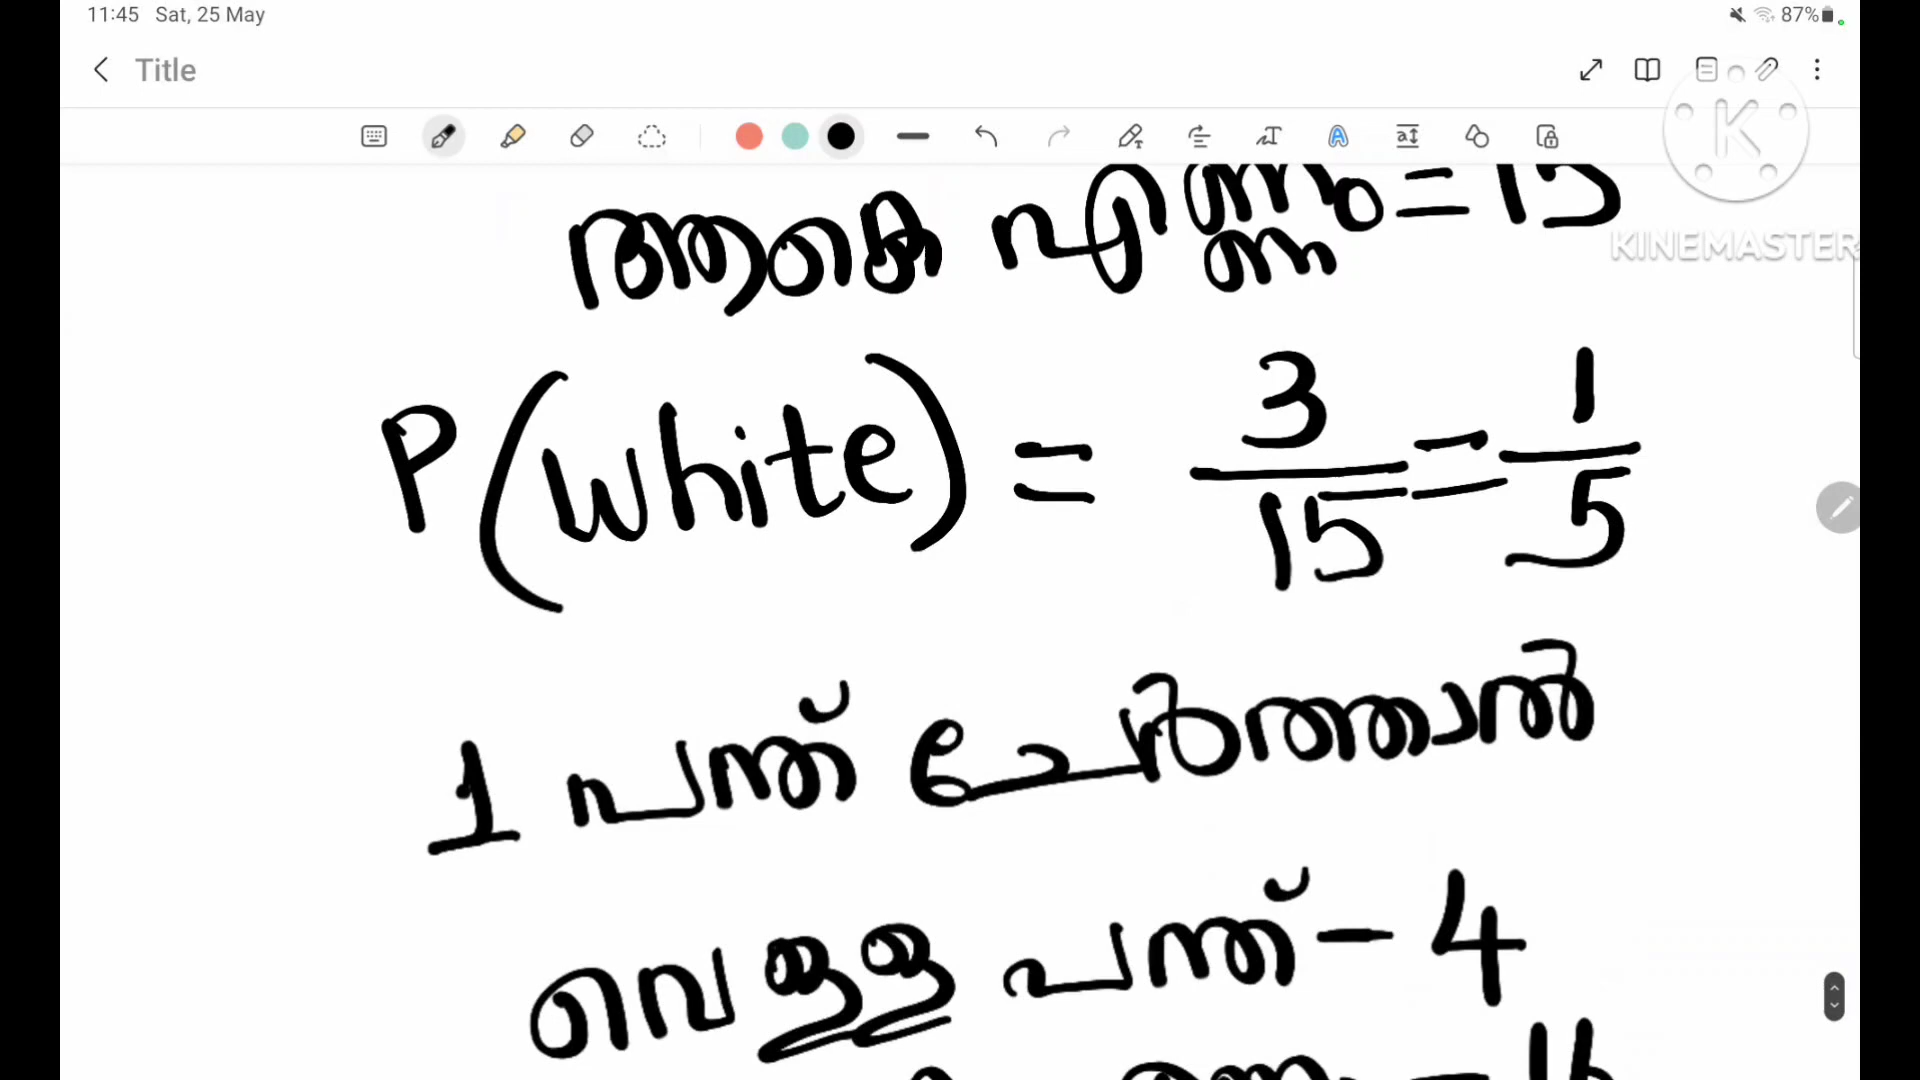 11:45 Sat, 25 May 87%
Title
KINEMASTER
ആകെ എണ്ണം = 15
P(white) = 3/15 = 1/5
1 പന്ത് ചേർത്താൽ
വെള്ള പന്ത് - 4